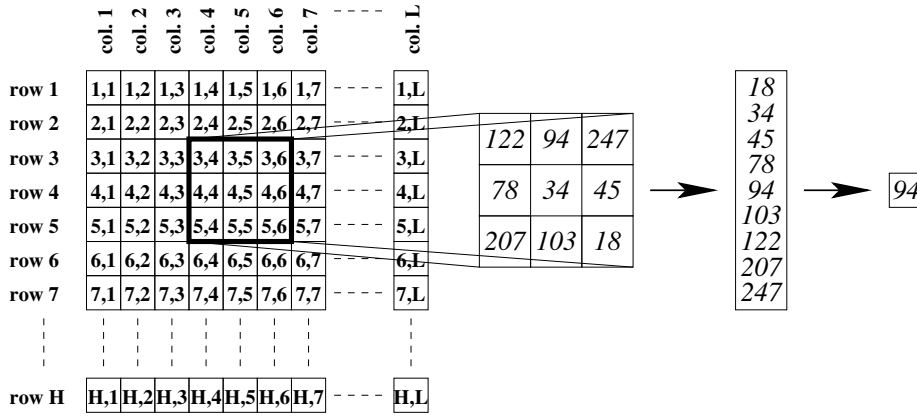 col. 1 col. 2 col. 3 col. 4 col. 5 col. 6 col. 7 col. L
row 1 1,1 1,2 1,3 1,4 1,5 1,6 1,7 1,L
row 2 2,1 2,2 2,3 2,4 2,5 2,6 2,7 2,L
row 3 3,1 3,2 3,3 3,4 3,5 3,6 3,7 3,L
row 4 4,1 4,2 4,3 4,4 4,5 4,6 4,7 4,L
row 5 5,1 5,2 5,3 5,4 5,5 5,6 5,7 5,L
row 6 6,1 6,2 6,3 6,4 6,5 6,6 6,7 6,L
row 7 7,1 7,2 7,3 7,4 7,5 7,6 7,7 7,L
row H H,1 H,2 H,3 H,4 H,5 H,6 H,7 H,L
122 94 247
78 34 45
207 103 18
18
34
45
78
94
103
122
207
247
94